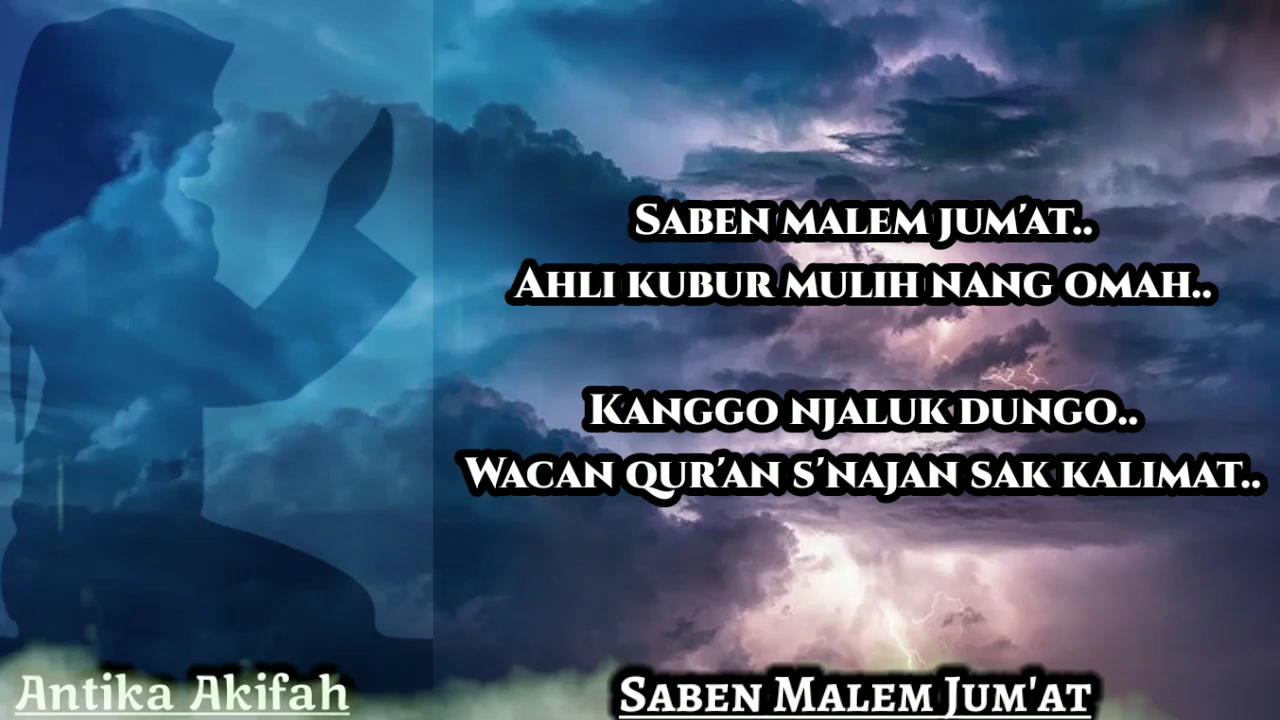 Saben malem jum'at..
Ahli kubur mulih nang omah..
Kanggo njaluk dungo..
Wacan qur'an s'najan sak kalimat..
Antika Akifah
Saben Malem Jum'at